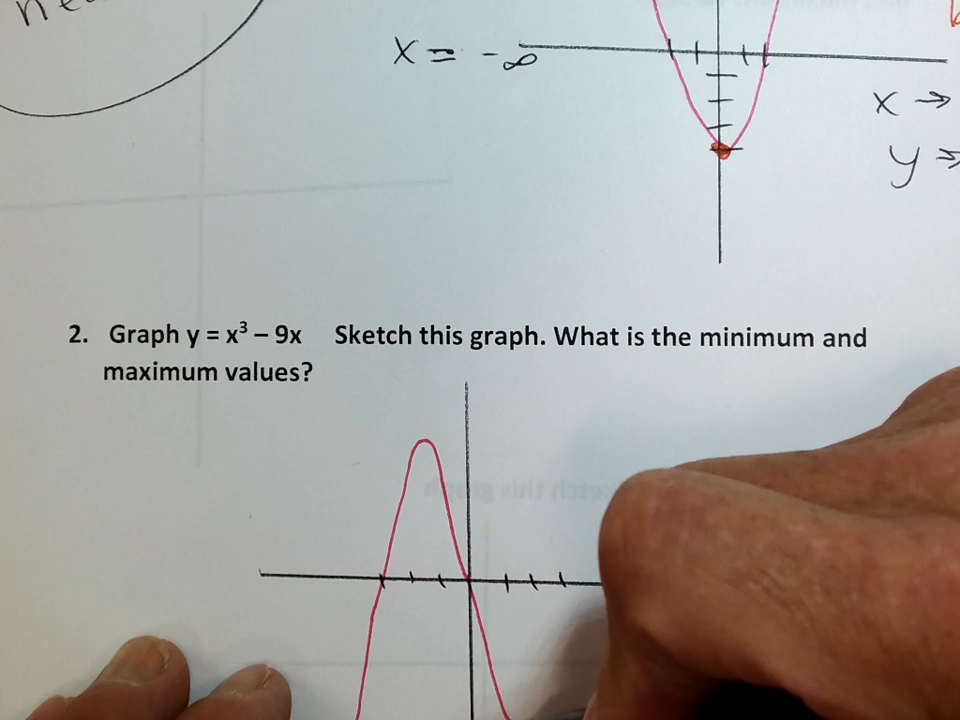 x = -∞
x →
y →
2. Graph y = x³ – 9x Sketch this graph. What is the minimum and
maximum values?